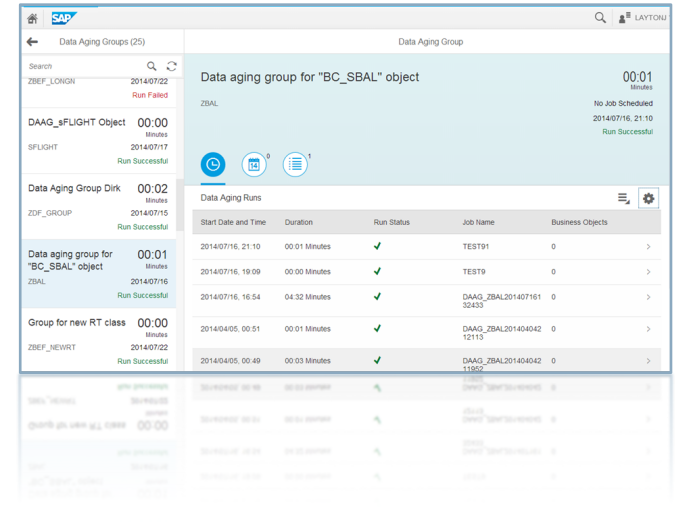 SAP
LAYTONJ
Data Aging Groups (25)
Data Aging Group
Search
ZBEF_LONGN 2014/07/22
Run Failed
DAAG_sFLIGHT Object 00:00
Minutes
SFLIGHT 2014/07/17
Run Successful
Data Aging Group Dirk 00:02
Minutes
ZDF_GROUP 2014/07/15
Run Successful
Data aging group for 00:01
"BC_SBAL" object Minutes
ZBAL 2014/07/16
Run Successful
Group for new RT class 00:00
Minutes
ZBEF_NEWRT 2014/07/22
Run Successful
Data aging group for "BC_SBAL" object 00:01
Minutes
ZBAL No Job Scheduled
2014/07/16, 21:10
Run Successful
14 0 1
Data Aging Runs
Start Date and Time Duration Run Status Job Name Business Objects
2014/07/16, 21:10 00:01 Minutes TEST91 0
2014/07/16, 19:09 00:00 Minutes TEST9 0
2014/07/16, 16:54 04:32 Minutes DAAG_ZBAL201407161 0
32433
2014/04/05, 00:51 00:01 Minutes DAAG_ZBAL201404042 0
12113
2014/04/05, 00:49 00:03 Minutes DAAG_ZBAL201404042 0
11952